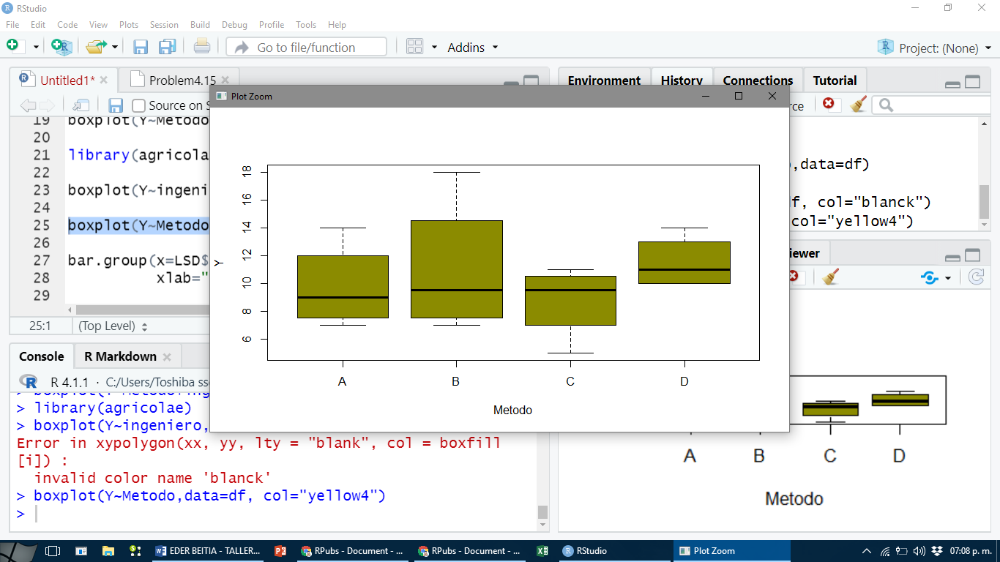 RStudio
File Edit Code View Plots Session Build Debug Profile Tools Help
Go to file/function Addins Project: (None)
Untitled1* Problem4.15
Environment History Connections Tutorial
Source on
Plot Zoom
19 boxplot(Y~Metodo
20
21 library(agricola
22
23 boxplot(Y~ingeni
24
25 boxplot(Y~Metodo
26
27 bar.group(x=LSD$
28 xlab="
29
25:1 (Top Level)
Console R Markdown
R 4.1.1 · C:/Users/Toshiba
> library(agricolae)
> boxplot(Y~ingeniero,
Error in xypolygon(xx, yy, lty = "blank", col = boxfill
[i]) :
invalid color name 'blanck'
> boxplot(Y~Metodo,data=df, col="yellow4")
>
18
16
14
12
10
8
6
Y
A B C D
Metodo
,data=df)
f, col="blanck")
col="yellow4")
A B C D
Metodo
EDER BEITIA - TALLER... RPubs - Document - ... RPubs - Document - ... RStudio Plot Zoom 07:08 p. m.